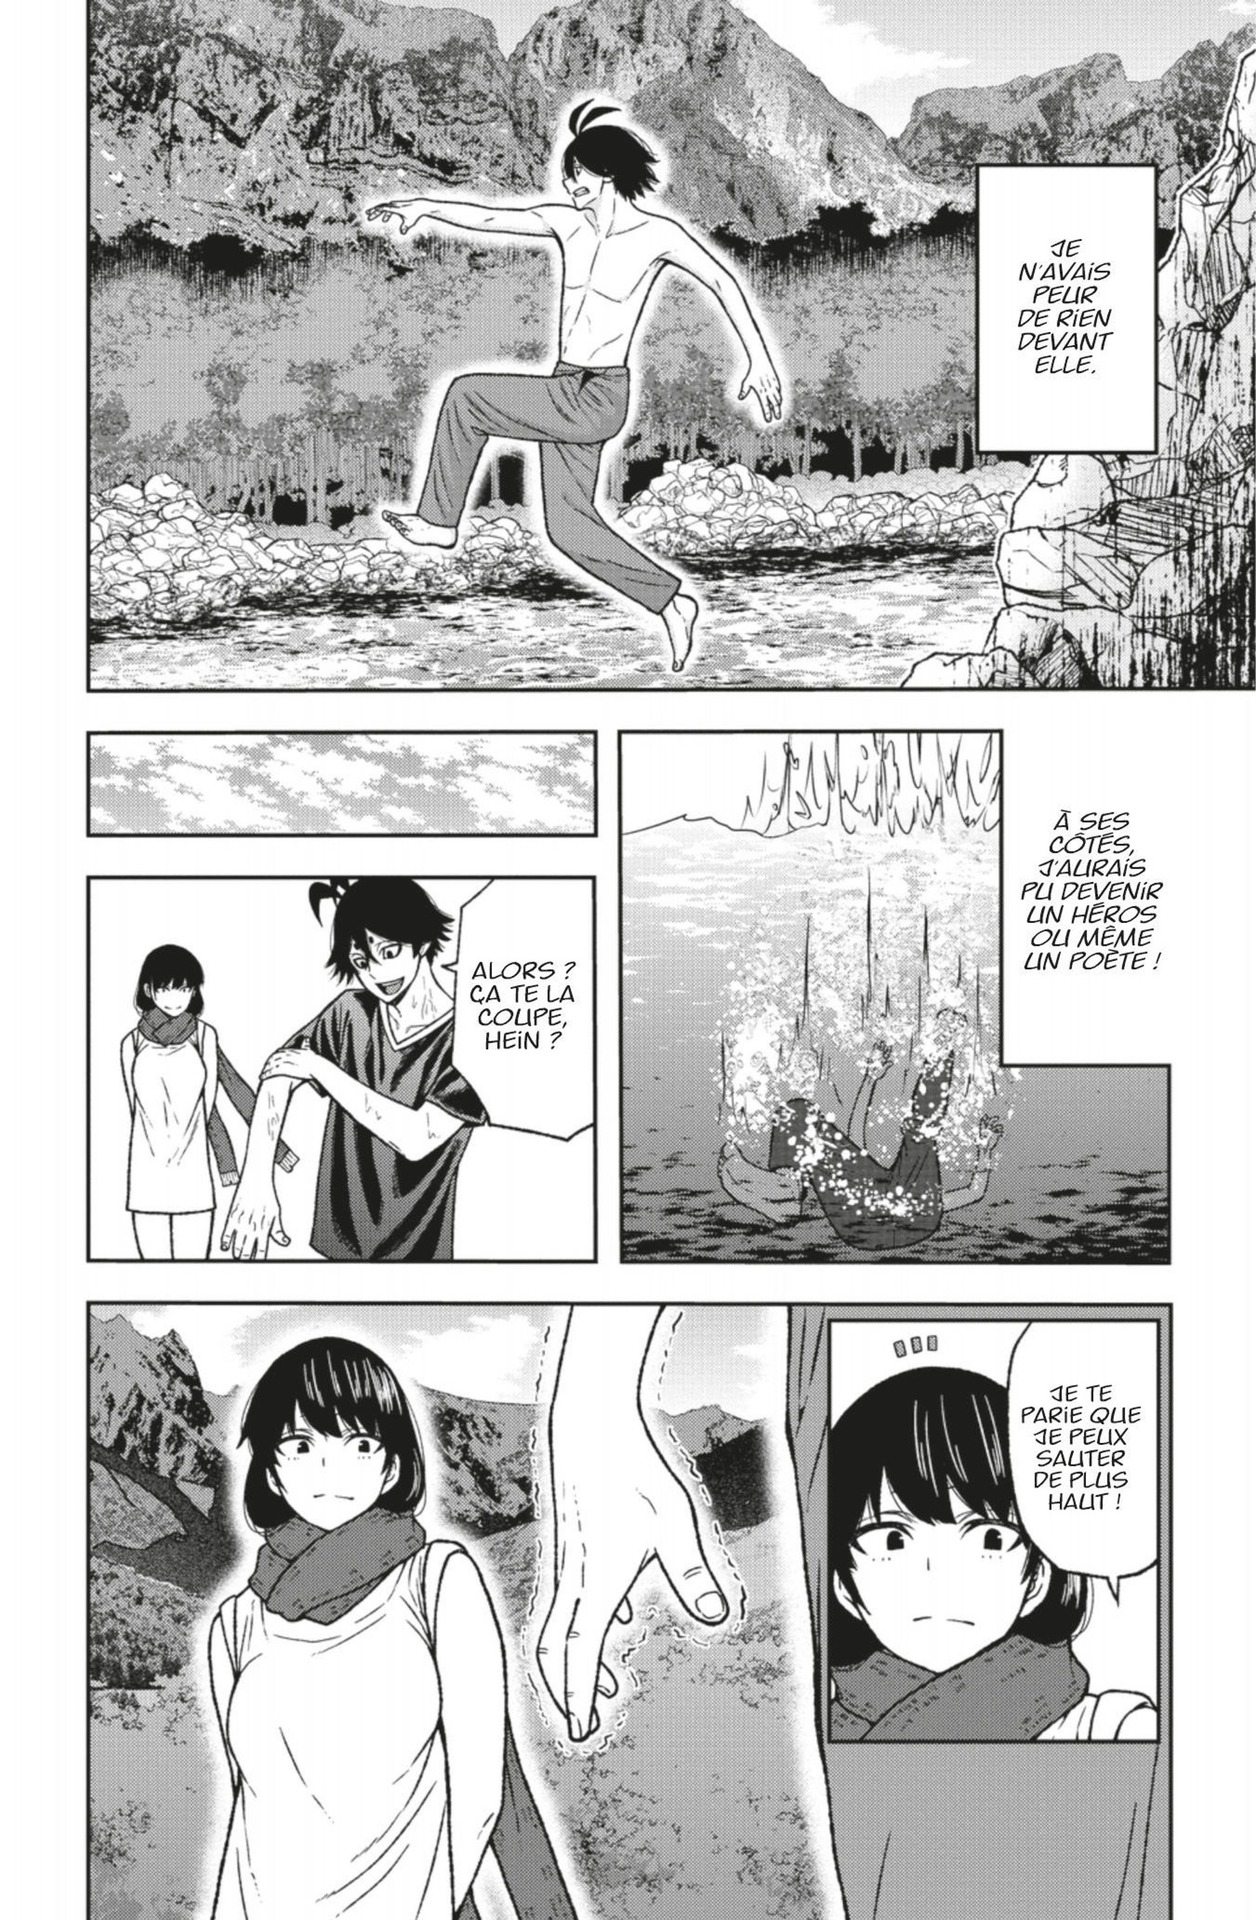 JE
N'AVAIS
PEUR
DE RIEN
DEVANT
ELLE.
À SES
CÔTÉS,
J'AURAIS
PU DEVENIR
UN HÉROS
OU MÊME
UN POÈTE !
ALORS ?
ÇA TE LA
COUPE,
HEIN ?
JE TE
PARIE QUE
JE PEUX
SAUTER
DE PLUS
HAUT !